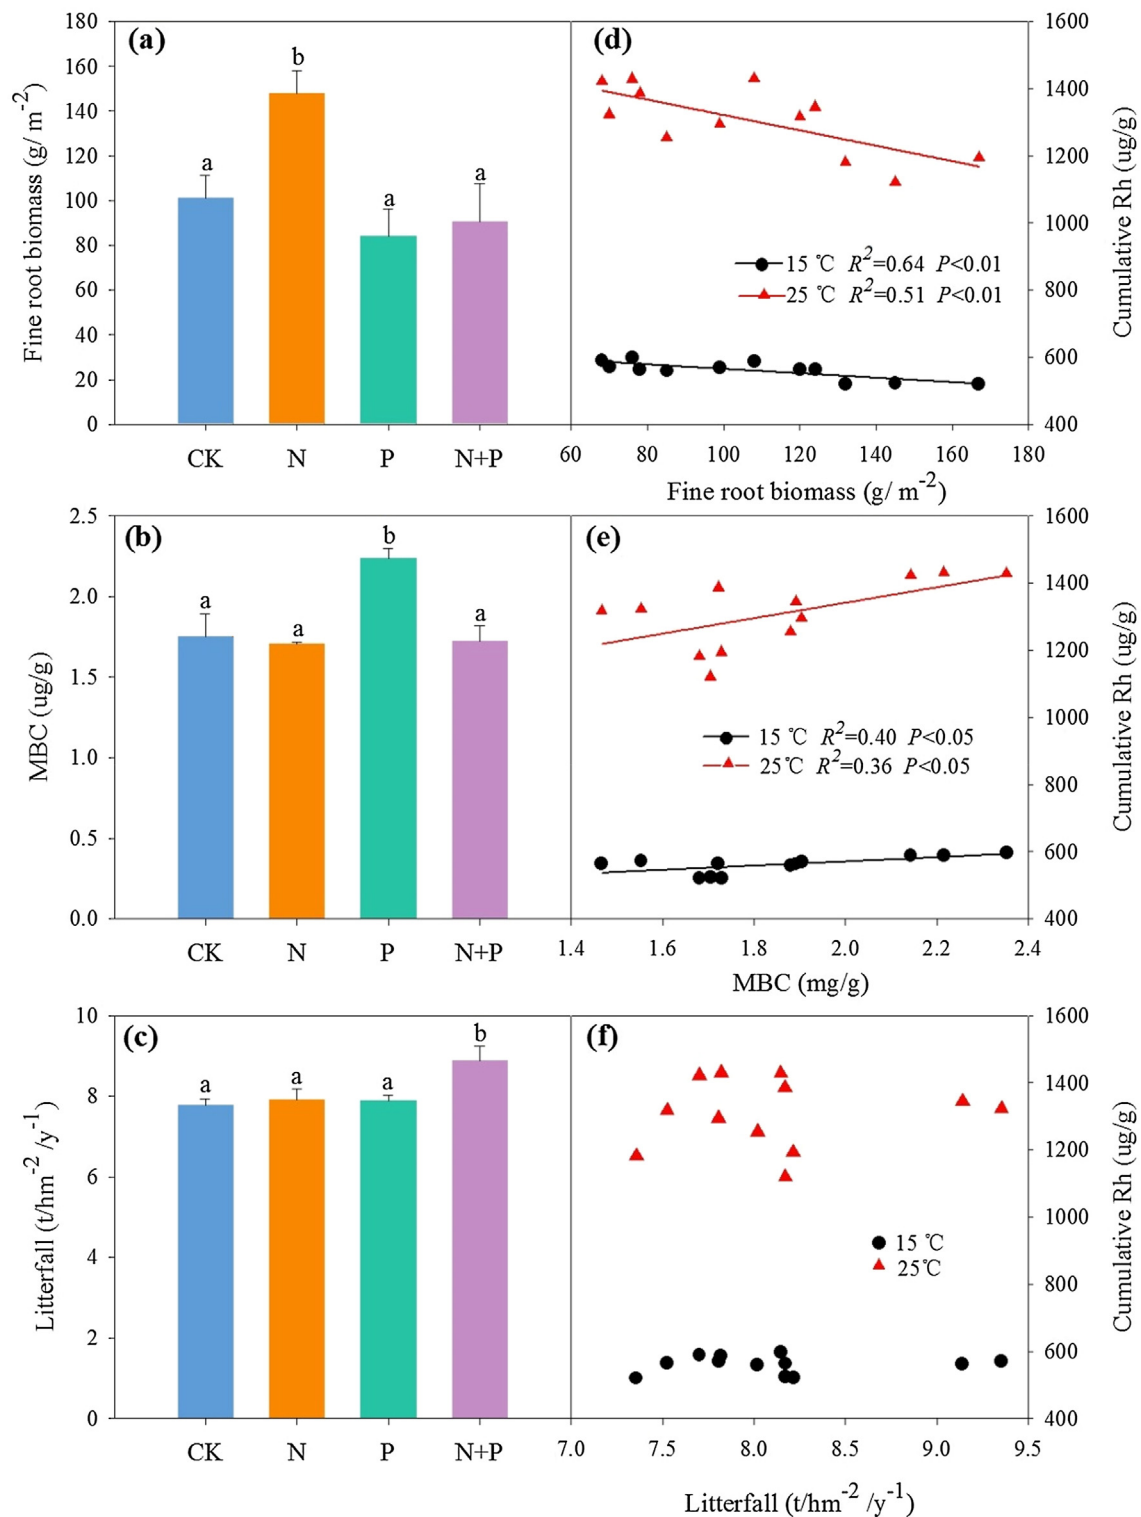 (a)
Fine root biomass (g/ m-2)
180
160
140
120
100
80
60
40
20
0
a
b
a
a
CK
N
P
N+P
(d)
Cumulative Rh (ug/g)
1600
1400
1200
1000
800
600
400
15 ℃ R2=0.64 P<0.01
25 ℃ R2=0.51 P<0.01
60 80 100 120 140 160 180
Fine root biomass (g/ m-2)
(b)
MBC (ug/g)
2.5
2.0
1.5
1.0
0.5
0.0
a
a
b
a
CK
N
P
N+P
(e)
Cumulative Rh (ug/g)
1600
1400
1200
1000
800
600
400
15 ℃ R2=0.40 P<0.05
25℃ R2=0.36 P<0.05
1.4 1.6 1.8 2.0 2.2 2.4
MBC (mg/g)
(c)
Litterfall (t/hm-2 /y-1)
10
8
6
4
2
0
a
a
a
b
CK
N
P
N+P
(f)
Cumulative Rh (ug/g)
1600
1400
1200
1000
800
600
400
15 ℃
25℃
7.0 7.5 8.0 8.5 9.0 9.5
Litterfall (t/hm-2 /y-1)